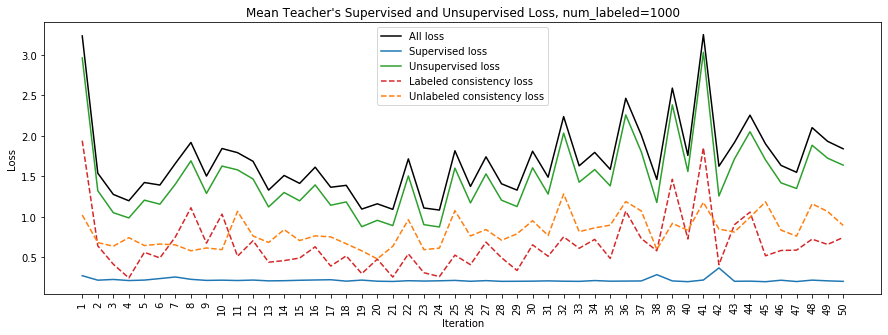 Mean Teacher's Supervised and Unsupervised Loss, num_labeled=1000
All loss
Supervised loss
Unsupervised loss
Labeled consistency loss
Unlabeled consistency loss
Loss
3.0
2.5
2.0
1.5
1.0
0.5
1 2 3 4 5 6 7 8 9 10 11 12 13 14 15 16 17 18 19 20 21 22 23 24 25 26 27 28 29 30 31 32 33 34 35 36 37 38 39 40 41 42 43 44 45 46 47 48 49 50
Iteration